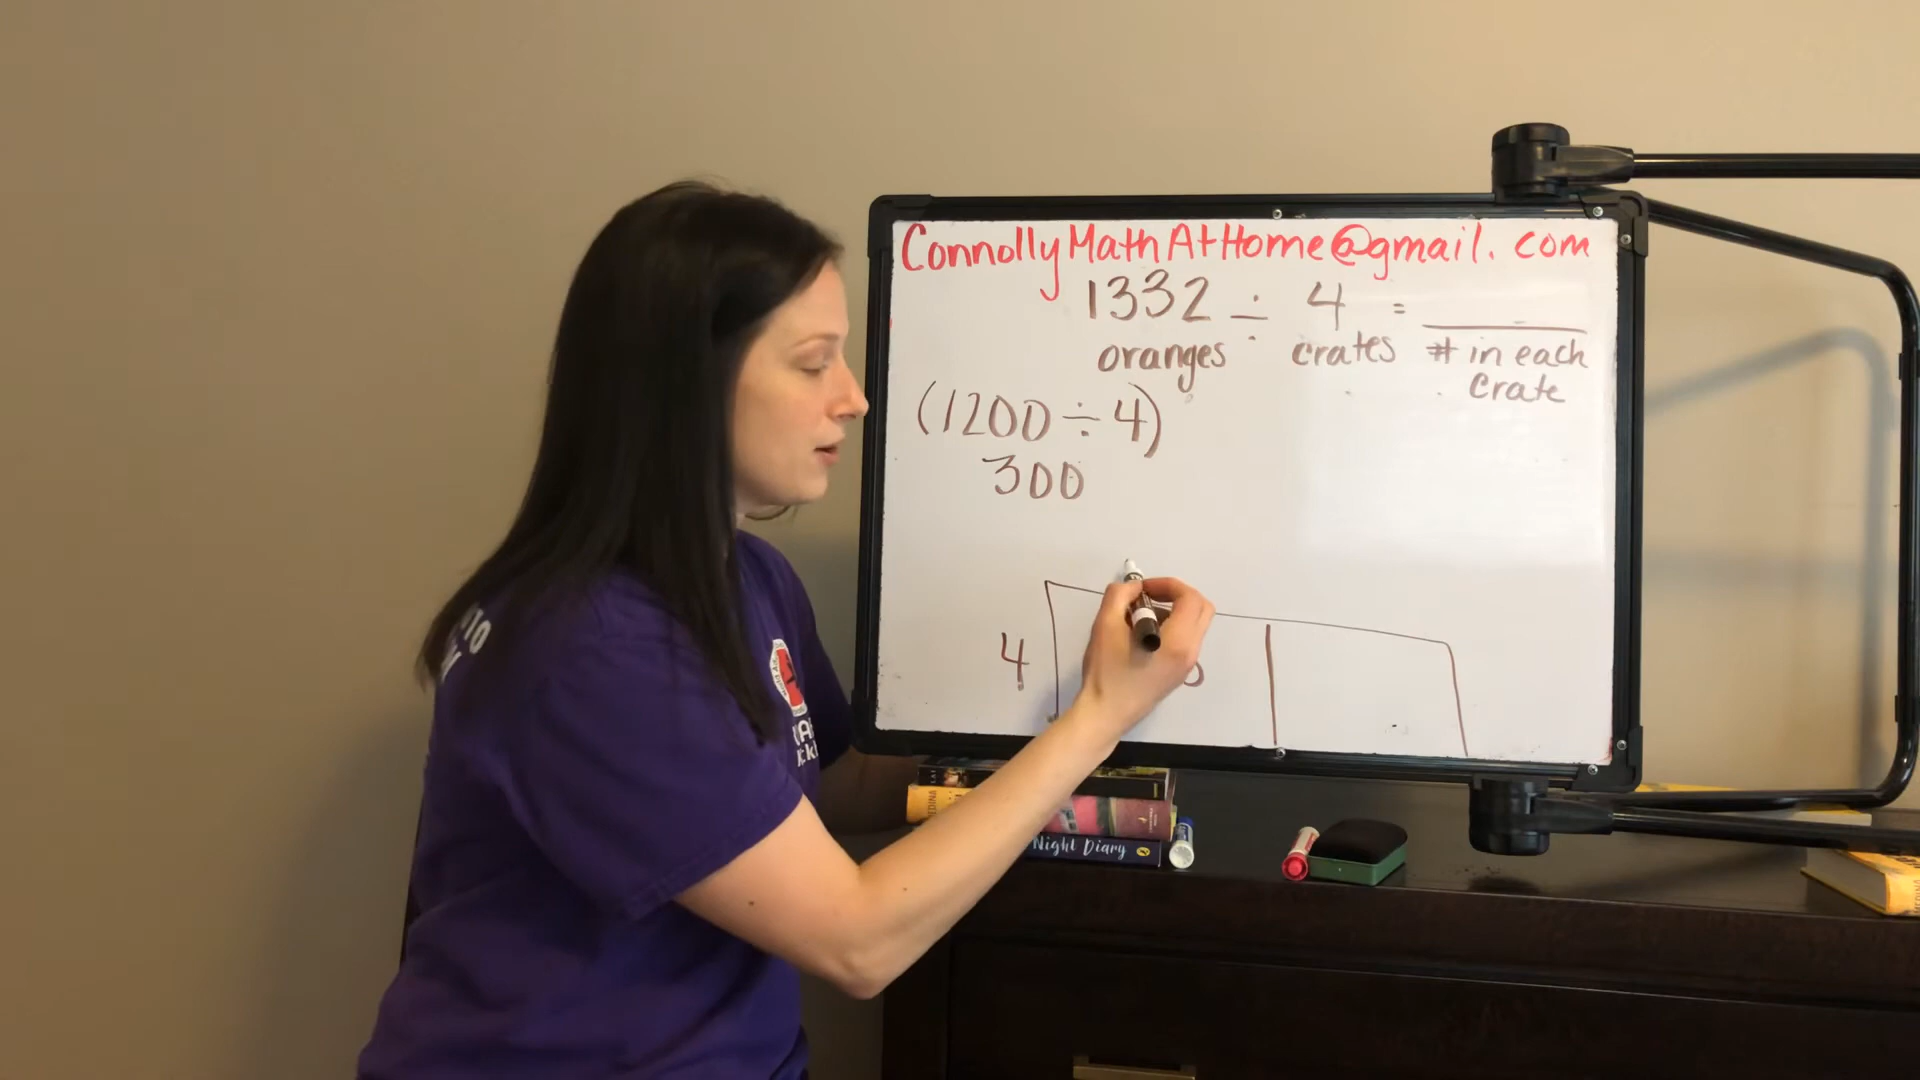 ConnollyMathAtHome@gmail.com
1332 ÷ 4 = ____
oranges crates # in each
crate
(1200 ÷ 4)
300
4
Night Diary